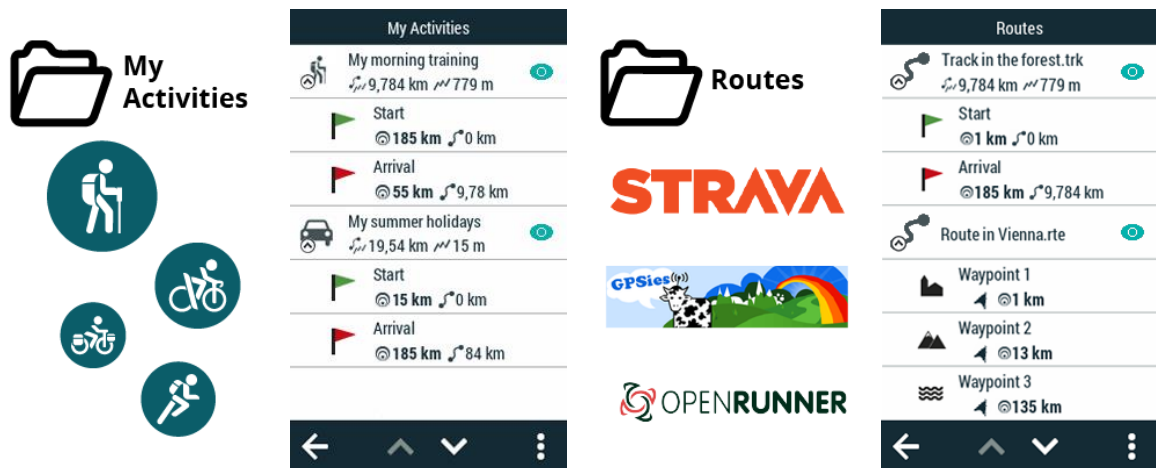 My
Activities
My Activities
My morning training
9,784 km 779 m
Start
185 km 0 km
Arrival
55 km 9,78 km
My summer holidays
19,54 km 15 m
Start
15 km 0 km
Arrival
185 km 84 km
Routes
STRAVA
GPSies
OPENRUNNER
Routes
Track in the forest.trk
9,784 km 779 m
Start
1 km 0 km
Arrival
185 km 9,784 km
Route in Vienna.rte
Waypoint 1
1 km
Waypoint 2
13 km
Waypoint 3
135 km